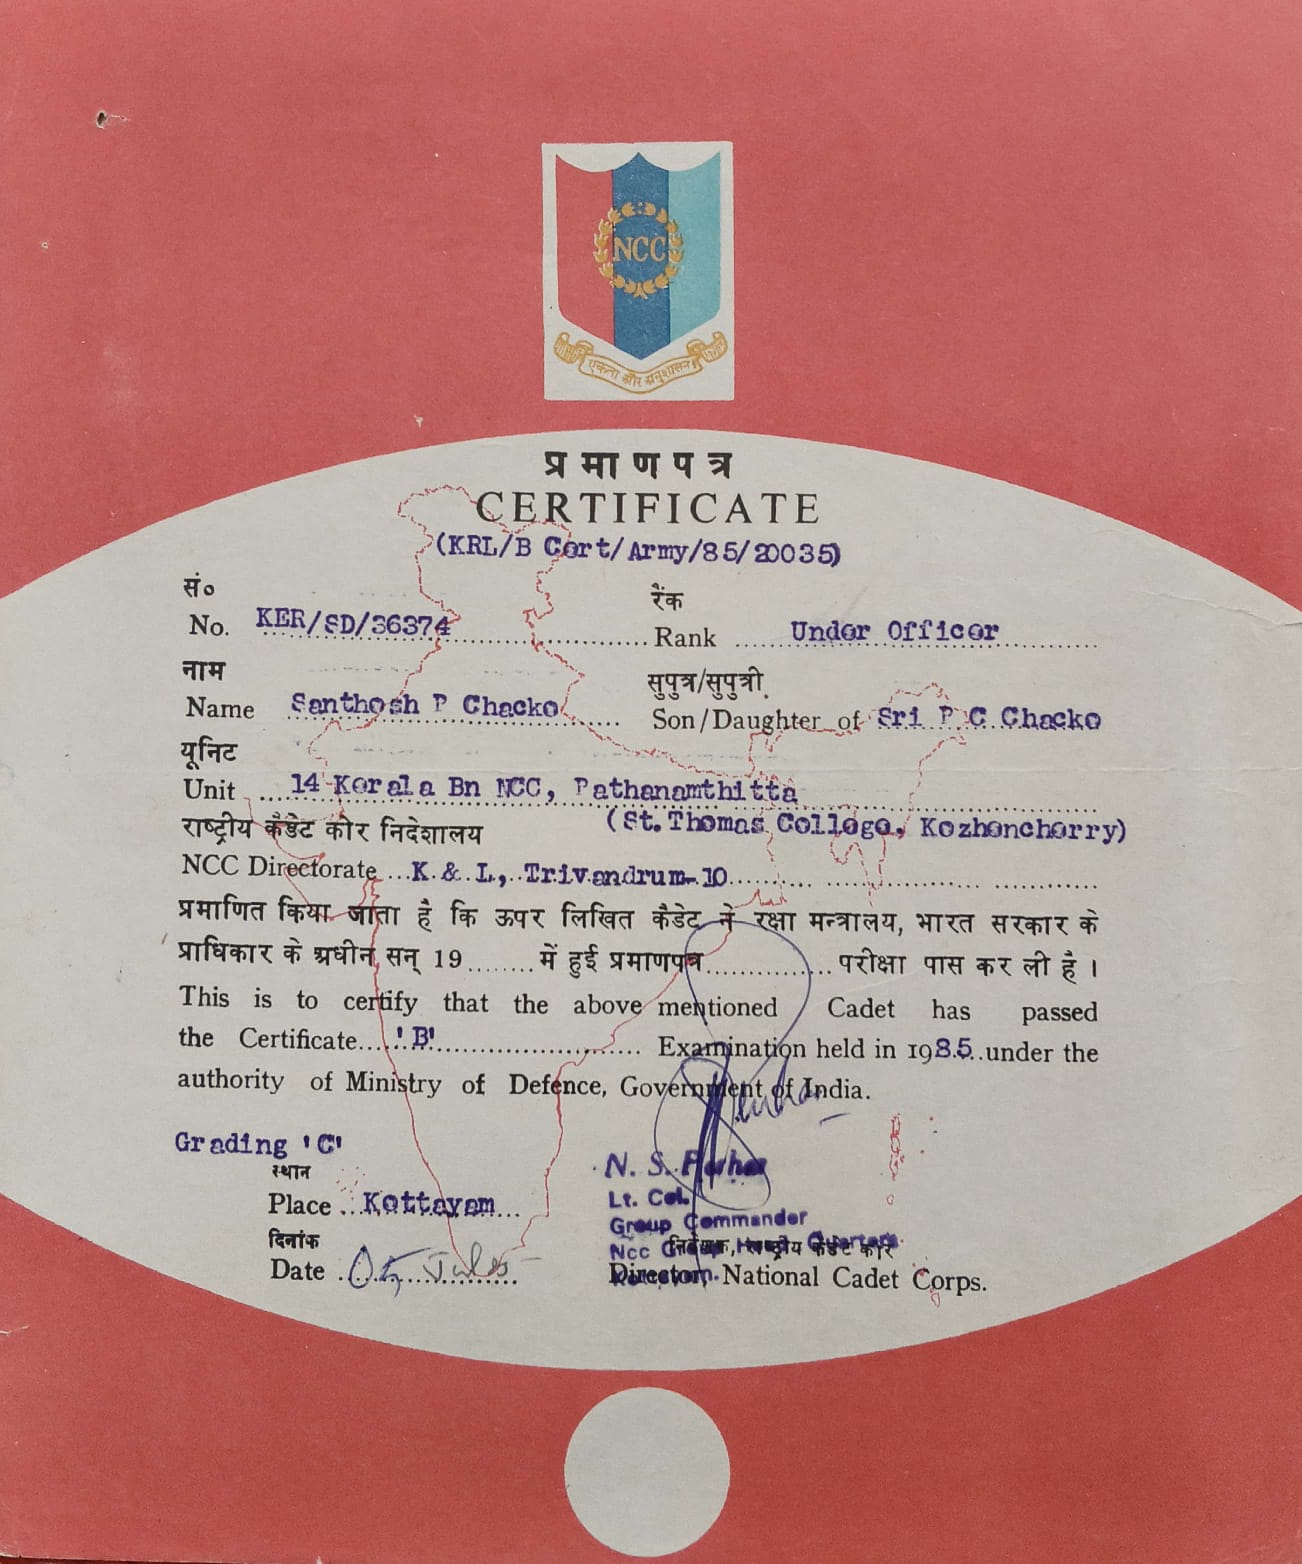 NCC
एकता और अनुशासन
प्रमाणपत्र
CERTIFICATE
(KRL/B Cert/Army/85/20035)
सं० रैंक
No. KER/SD/36374 Rank Under Officer
नाम सुपुत्र/सुपुत्री
Name Santhosh P Chacko Son/Daughter of Sri P C Chacko
यूनिट
Unit 14 Kerala Bn NCC, Pathanamthitta
(St.Thomas College, Kozhencherry)
राष्ट्रीय कैडेट कोर निदेशालय
NCC Directorate K & L, Trivandrum-10
प्रमाणित किया जाता है कि ऊपर लिखित कैडेट ने रक्षा मन्त्रालय, भारत सरकार के
प्राधिकार के अधीन सन् 19........में हुई प्रमाणपत्र..............परीक्षा पास कर ली है ।
This is to certify that the above mentioned Cadet has passed
the Certificate 'B' Examination held in 1985 under the
authority of Ministry of Defence, Government of India.
Grading 'C'
स्थान
Place Kottayam
N. S.
Lt. Col.
Group Commander
Ncc Group Head Quarters
Kottayam.
दिनांक निदेशक, राष्ट्रीय कैडेट कोर
Date
Director, National Cadet Corps.